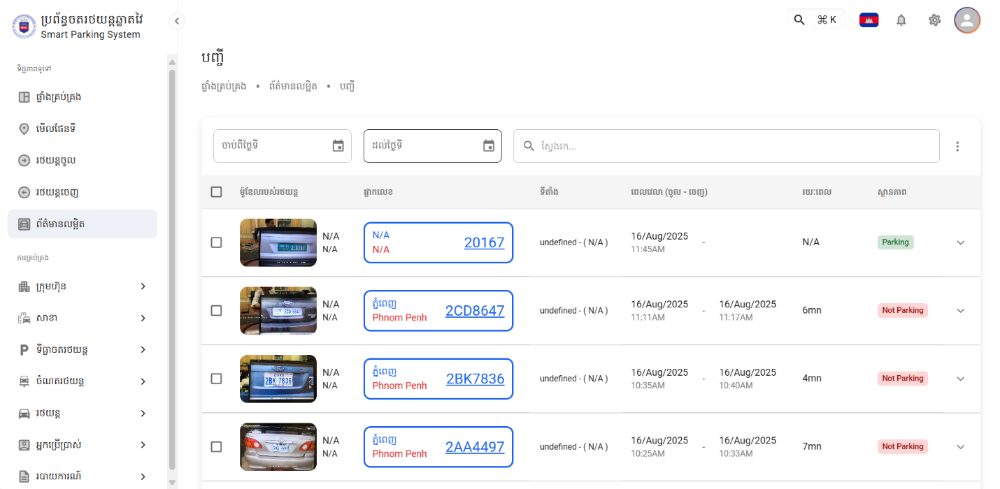 ប្រព័ន្ធចតរថយន្តឆ្លាតវៃ
Smart Parking System
⌘ K
ទិដ្ឋភាពទូទៅ
ផ្ទាំងគ្រប់គ្រង
មើលផែនទី
រថយន្តចូល
រថយន្តចេញ
ព័ត៌មានលម្អិត
ការគ្រប់គ្រង
ក្រុមហ៊ុន
សាខា
ទីធ្លាចតរថយន្ត
ចំណតរថយន្ត
រថយន្ត
អ្នកប្រើប្រាស់
របាយការណ៍
បញ្ជី
ផ្ទាំងគ្រប់គ្រង • ព័ត៌មានលម្អិត • បញ្ជី
ចាប់ពីថ្ងៃទី
ដល់ថ្ងៃទី
ស្វែងរក...
ម៉ូឌែលរបស់រថយន្ត ផ្លាកលេខ ទីតាំង ពេលវេលា (ចូល - ចេញ) រយៈពេល ស្ថានភាព
N/A
N/A
N/A
N/A
20167
undefined - ( N/A )
16/Aug/2025 -
11:45AM
N/A
Parking
N/A
N/A
ភ្នំពេញ
Phnom Penh
2CD8647
undefined - ( N/A )
16/Aug/2025 - 16/Aug/2025
11:11AM 11:17AM
6mn
Not Parking
2BK-7836
N/A
N/A
ភ្នំពេញ
Phnom Penh
2BK7836
undefined - ( N/A )
16/Aug/2025 - 16/Aug/2025
10:35AM 10:40AM
4mn
Not Parking
N/A
N/A
ភ្នំពេញ
Phnom Penh
2AA4497
undefined - ( N/A )
16/Aug/2025 - 16/Aug/2025
10:25AM 10:33AM
7mn
Not Parking